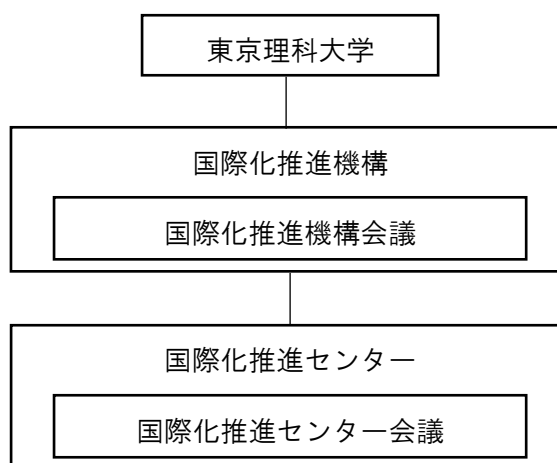 東京理科大学
国際化推進機構
国際化推進機構会議
国際化推進センター
国際化推進センター会議